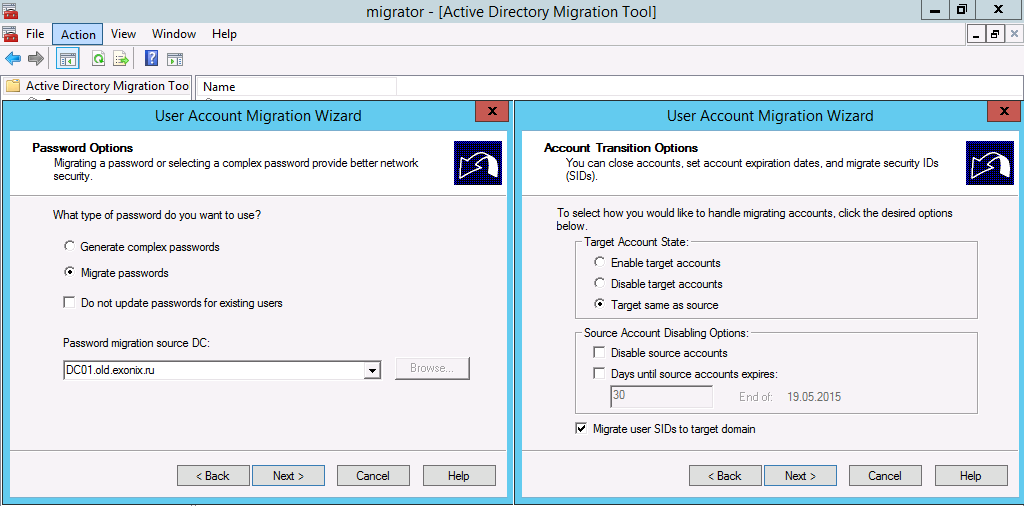 migrator - [Active Directory Migration Tool]
File Action View Window Help
Active Directory Migration Too
Name
User Account Migration Wizard
Password Options
Migrating a password or selecting a complex password provide better network
security.
What type of password do you want to use?
Generate complex passwords
Migrate passwords
Do not update passwords for existing users
Password migration source DC:
DC01.old.exonix.ru
Browse...
< Back Next > Cancel Help
User Account Migration Wizard
Account Transition Options
You can close accounts, set account expiration dates, and migrate security IDs
(SIDs).
To select how you would like to handle migrating accounts, click the desired options
below.
Target Account State:
Enable target accounts
Disable target accounts
Target same as source
Source Account Disabling Options:
Disable source accounts
Days until source accounts expires:
30 End of: 19.05.2015
Migrate user SIDs to target domain
< Back Next > Cancel Help